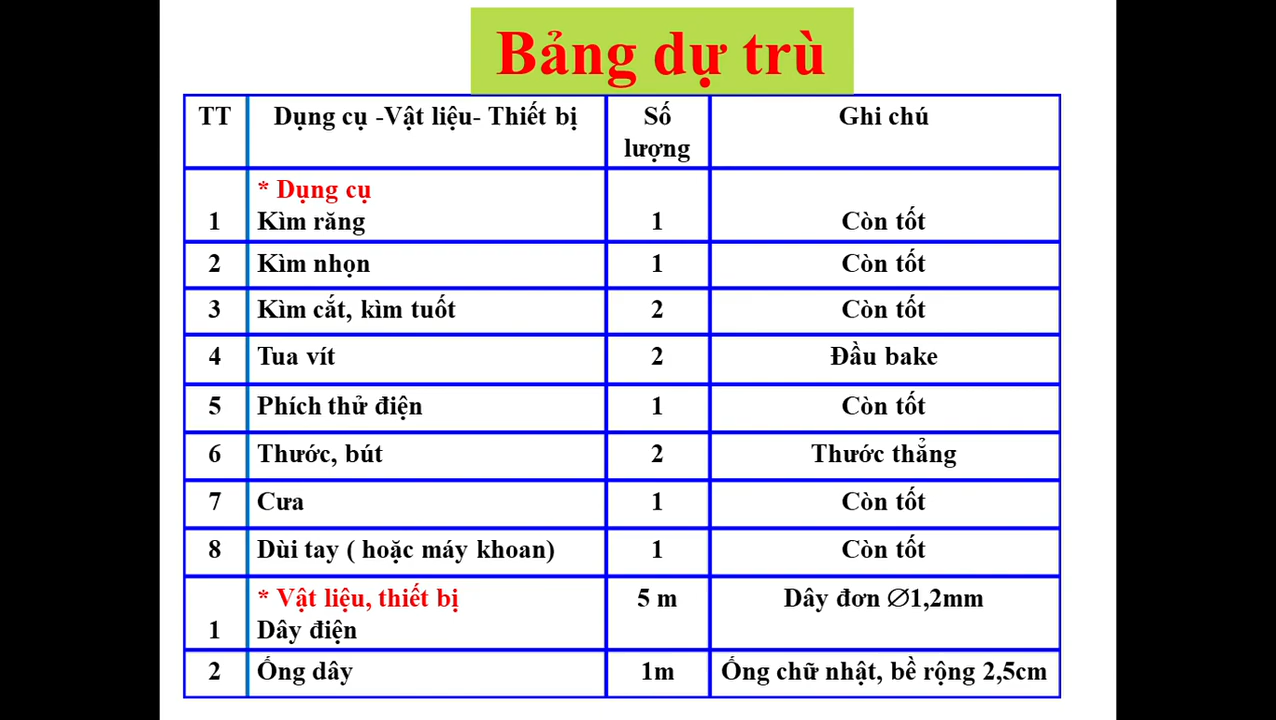 Bảng dự trù
TT Dụng cụ -Vật liệu- Thiết bị Số lượng Ghi chú
* Dụng cụ
1 Kìm răng 1 Còn tốt
2 Kìm nhọn 1 Còn tốt
3 Kìm cắt, kìm tuốt 2 Còn tốt
4 Tua vít 2 Đầu bake
5 Phích thử điện 1 Còn tốt
6 Thước, bút 2 Thước thẳng
7 Cưa 1 Còn tốt
8 Dùi tay ( hoặc máy khoan) 1 Còn tốt
* Vật liệu, thiết bị 5 m Dây đơn ∅1,2mm
1 Dây điện
2 Ống dây 1m Ống chữ nhật, bề rộng 2,5cm